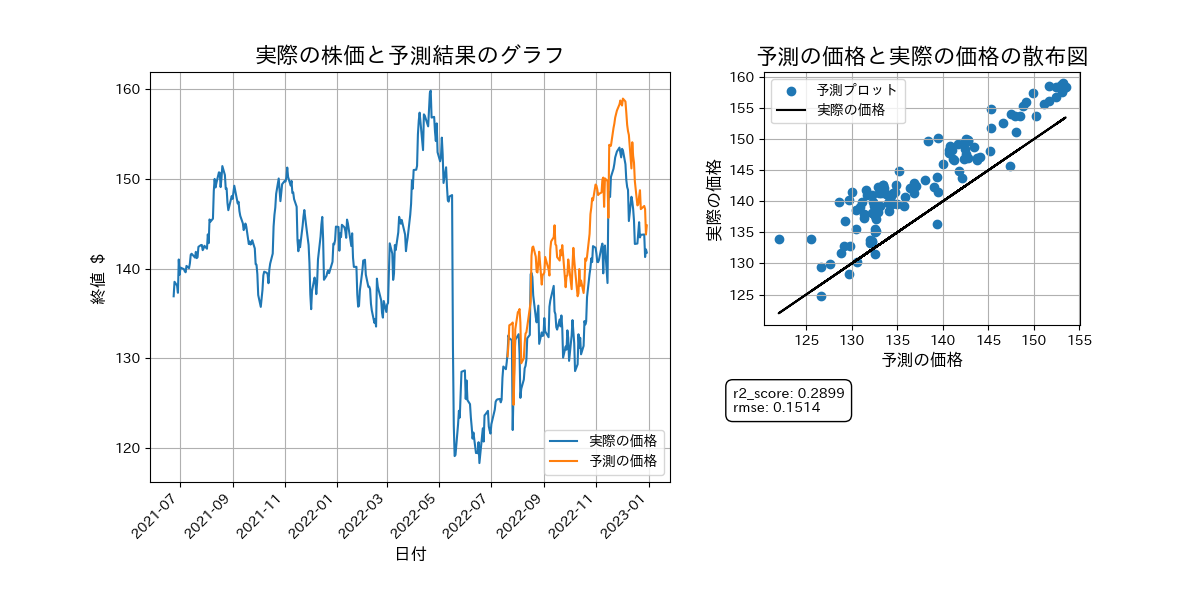 実際の株価と予測結果のグラフ
160
150
140
130
120
終値 $
2021-07
2021-09
2021-11
2022-01
2022-03
2022-05
2022-07
2022-09
2022-11
2023-01
日付
実際の価格
予測の価格
予測の価格と実際の価格の散布図
160
155
150
145
140
135
130
125
実際の価格
予測プロット
実際の価格
125
130
135
140
145
150
155
予測の価格
r2_score: 0.2899
rmse: 0.1514